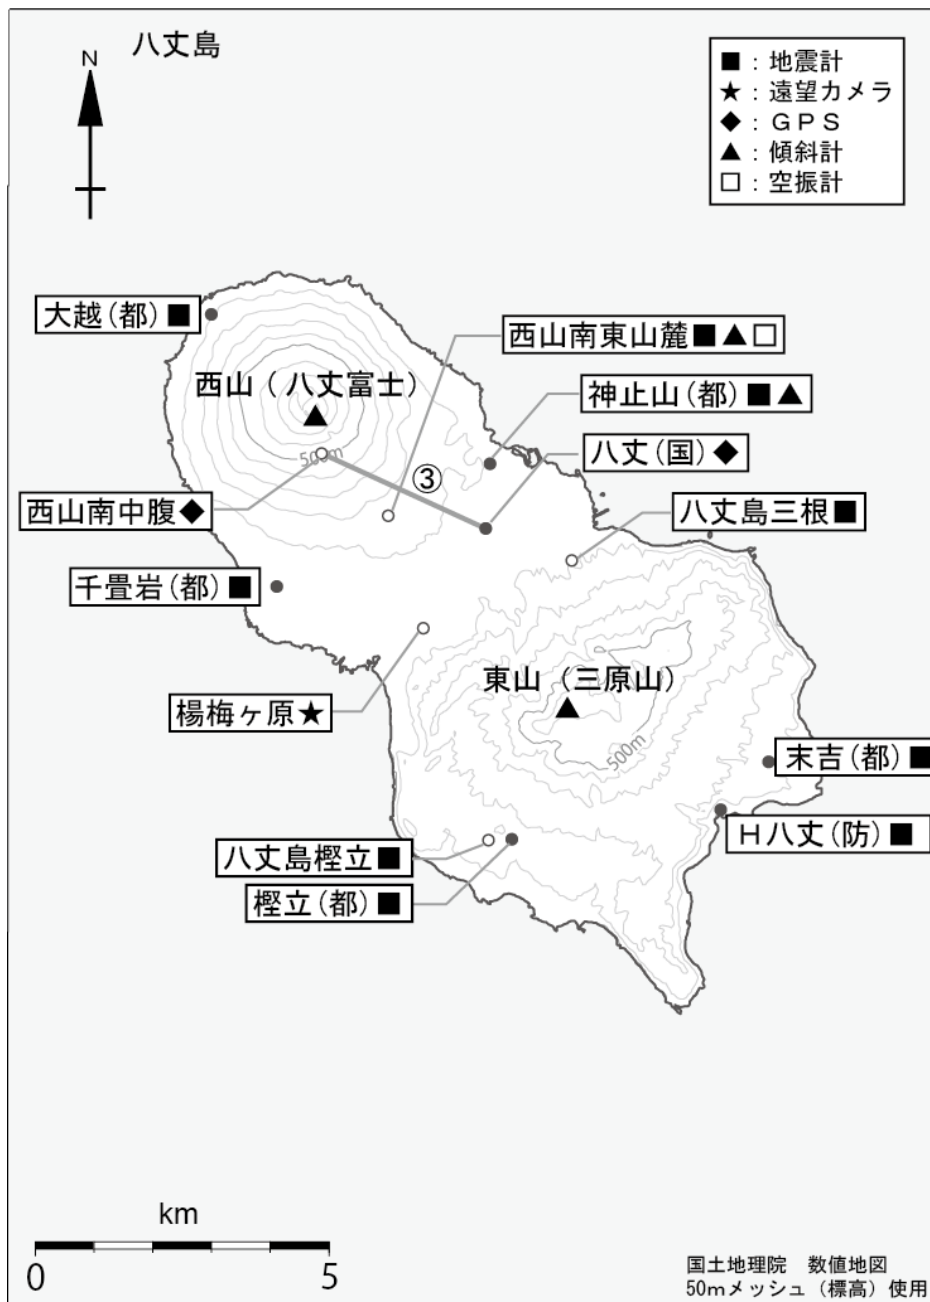 八丈島
N
■：地震計
★：遠望カメラ
◆：ＧＰＳ
▲：傾斜計
□：空振計
大越(都)■
西山南東山麓■▲□
西山（八丈富士）
神止山(都)■▲
八丈(国)◆
500m
③
西山南中腹◆
八丈島三根■
千畳岩(都)■
東山（三原山）
楊梅ヶ原★
500m
末吉(都)■
Ｈ八丈(防)■
八丈島樫立■
樫立(都)■
km
0 5
国土地理院　数値地図
50mメッシュ（標高）使用